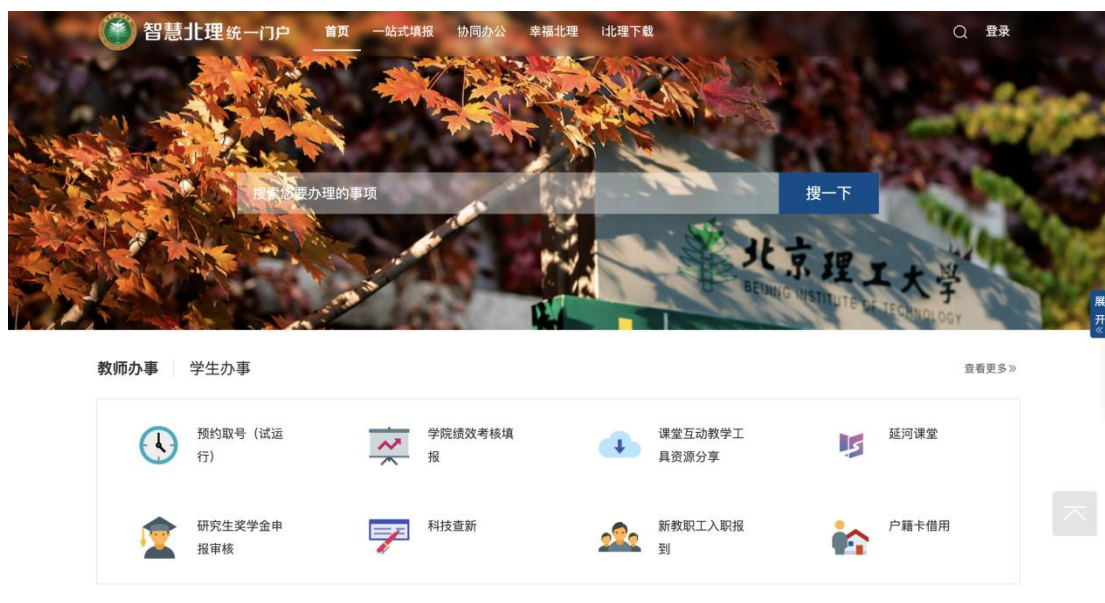 智慧北理统一门户
首页
一站式填报
协同办公
幸福北理
i北理下载
登录
搜索您要办理的事项
搜一下
北京理工大学
BEIJING INSTITUTE OF TECHNOLOGY
展
开
教师办事
学生办事
查看更多
预约取号（试运
行）
学院绩效考核填
报
课堂互动教学工
具资源分享
延河课堂
研究生奖学金申
报审核
科技查新
新教职工入职报
到
户籍卡借用